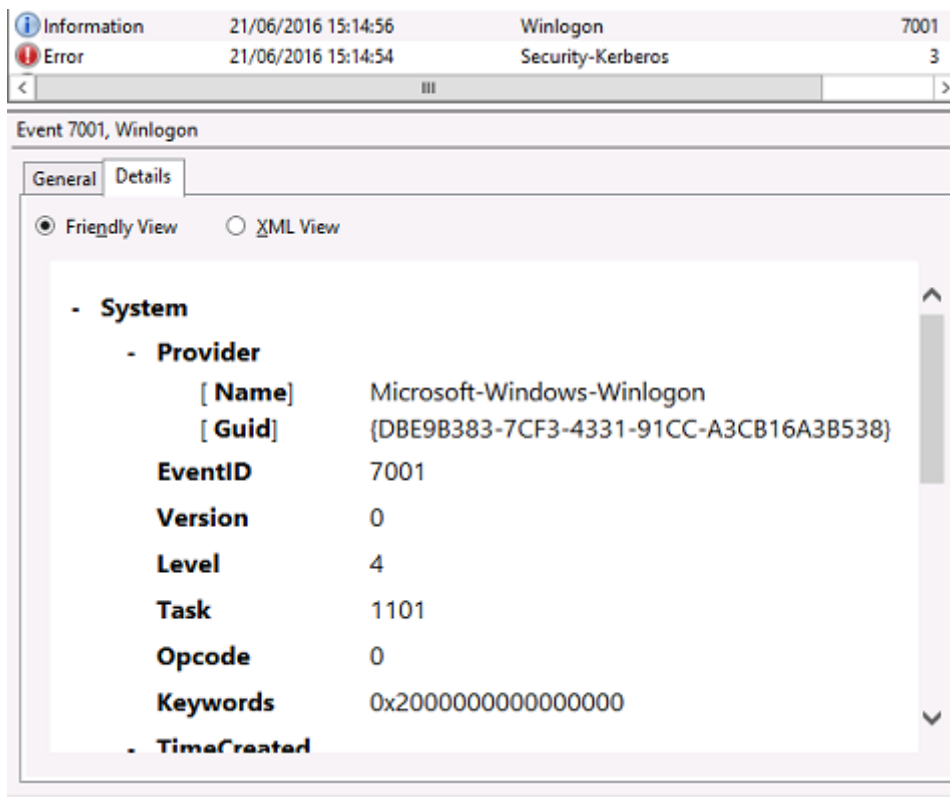 Information 21/06/2016 15:14:56 Winlogon 7001
Error 21/06/2016 15:14:54 Security-Kerberos 3
Event 7001, Winlogon
General Details
Friendly View XML View
- System
- Provider
[ Name] Microsoft-Windows-Winlogon
[ Guid] {DBE9B383-7CF3-4331-91CC-A3CB16A3B538}
EventID 7001
Version 0
Level 4
Task 1101
Opcode 0
Keywords 0x2000000000000000
- TimeCreated